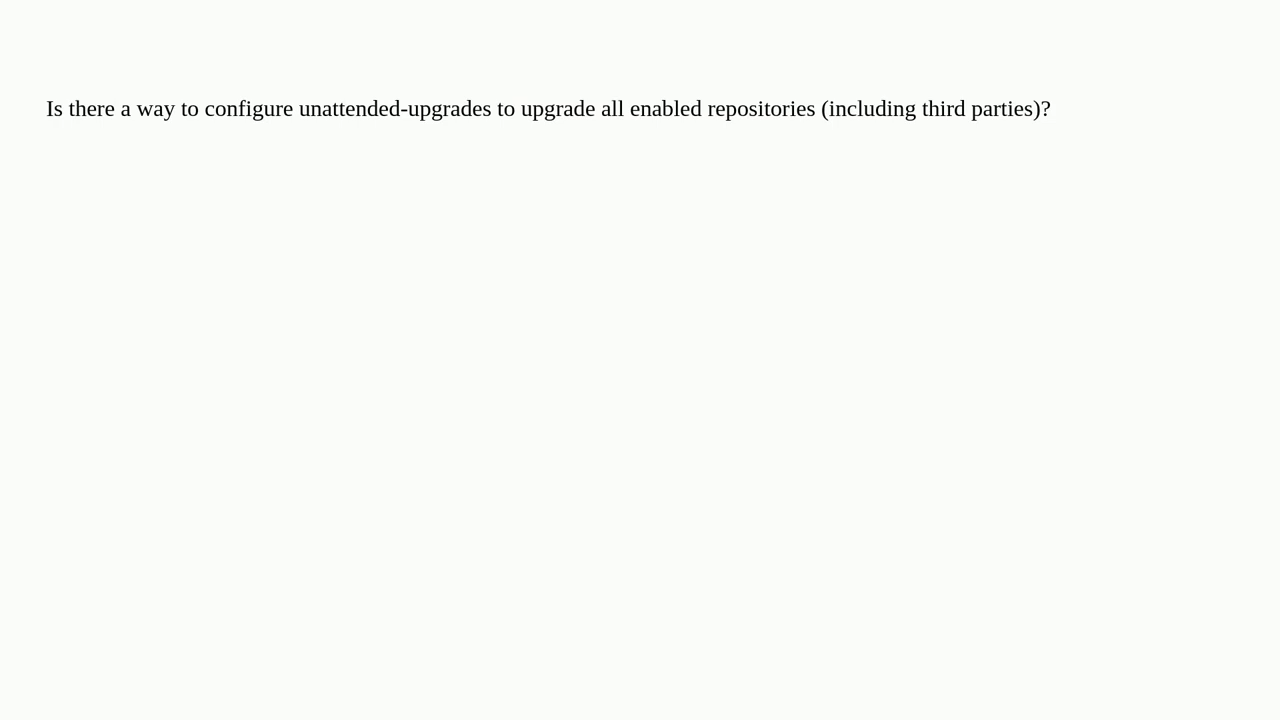 Is there a way to configure unattended-upgrades to upgrade all enabled repositories (including third parties)?